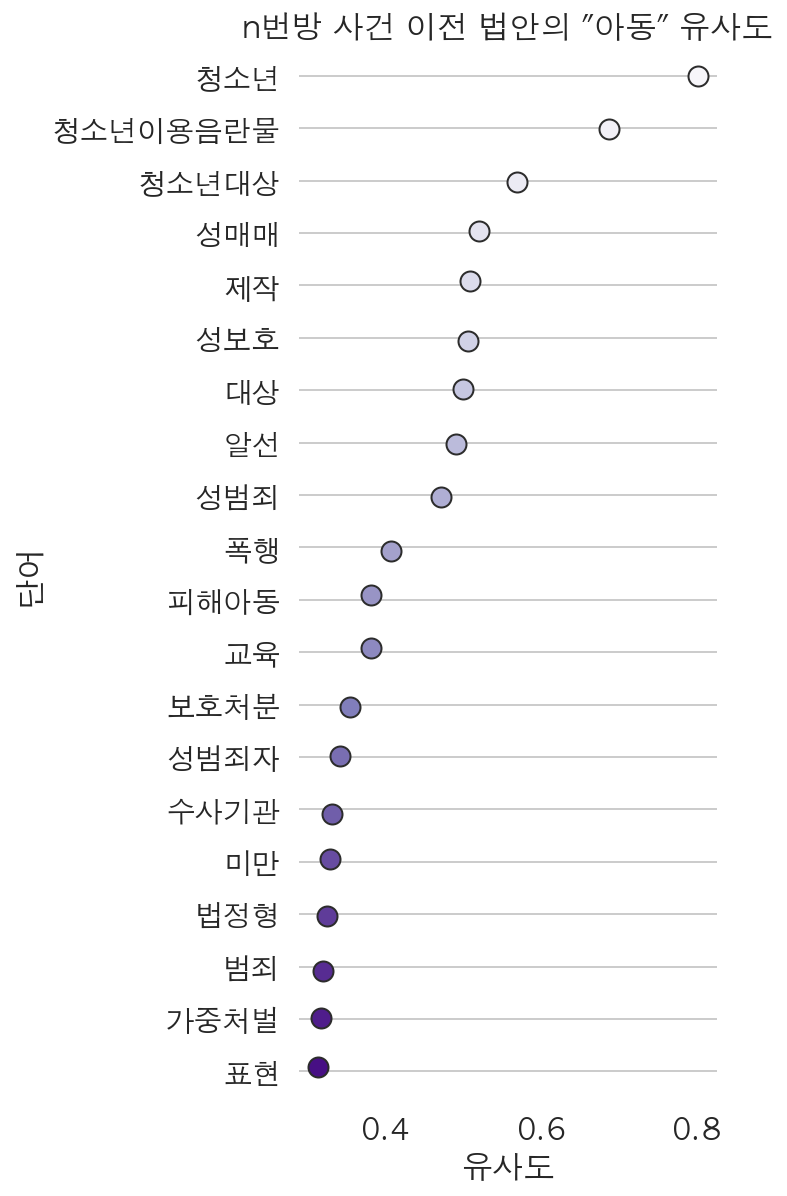 n번방 사건 이전 법안의 "아동" 유사도
청소년
청소년이용음란물
청소년대상
성매매
제작
성보호
대상
알선
성범죄
폭행
피해아동
교육
보호처분
성범죄자
수사기관
미만
법정형
범죄
가중처벌
표현
단어
0.4 0.6 0.8
유사도